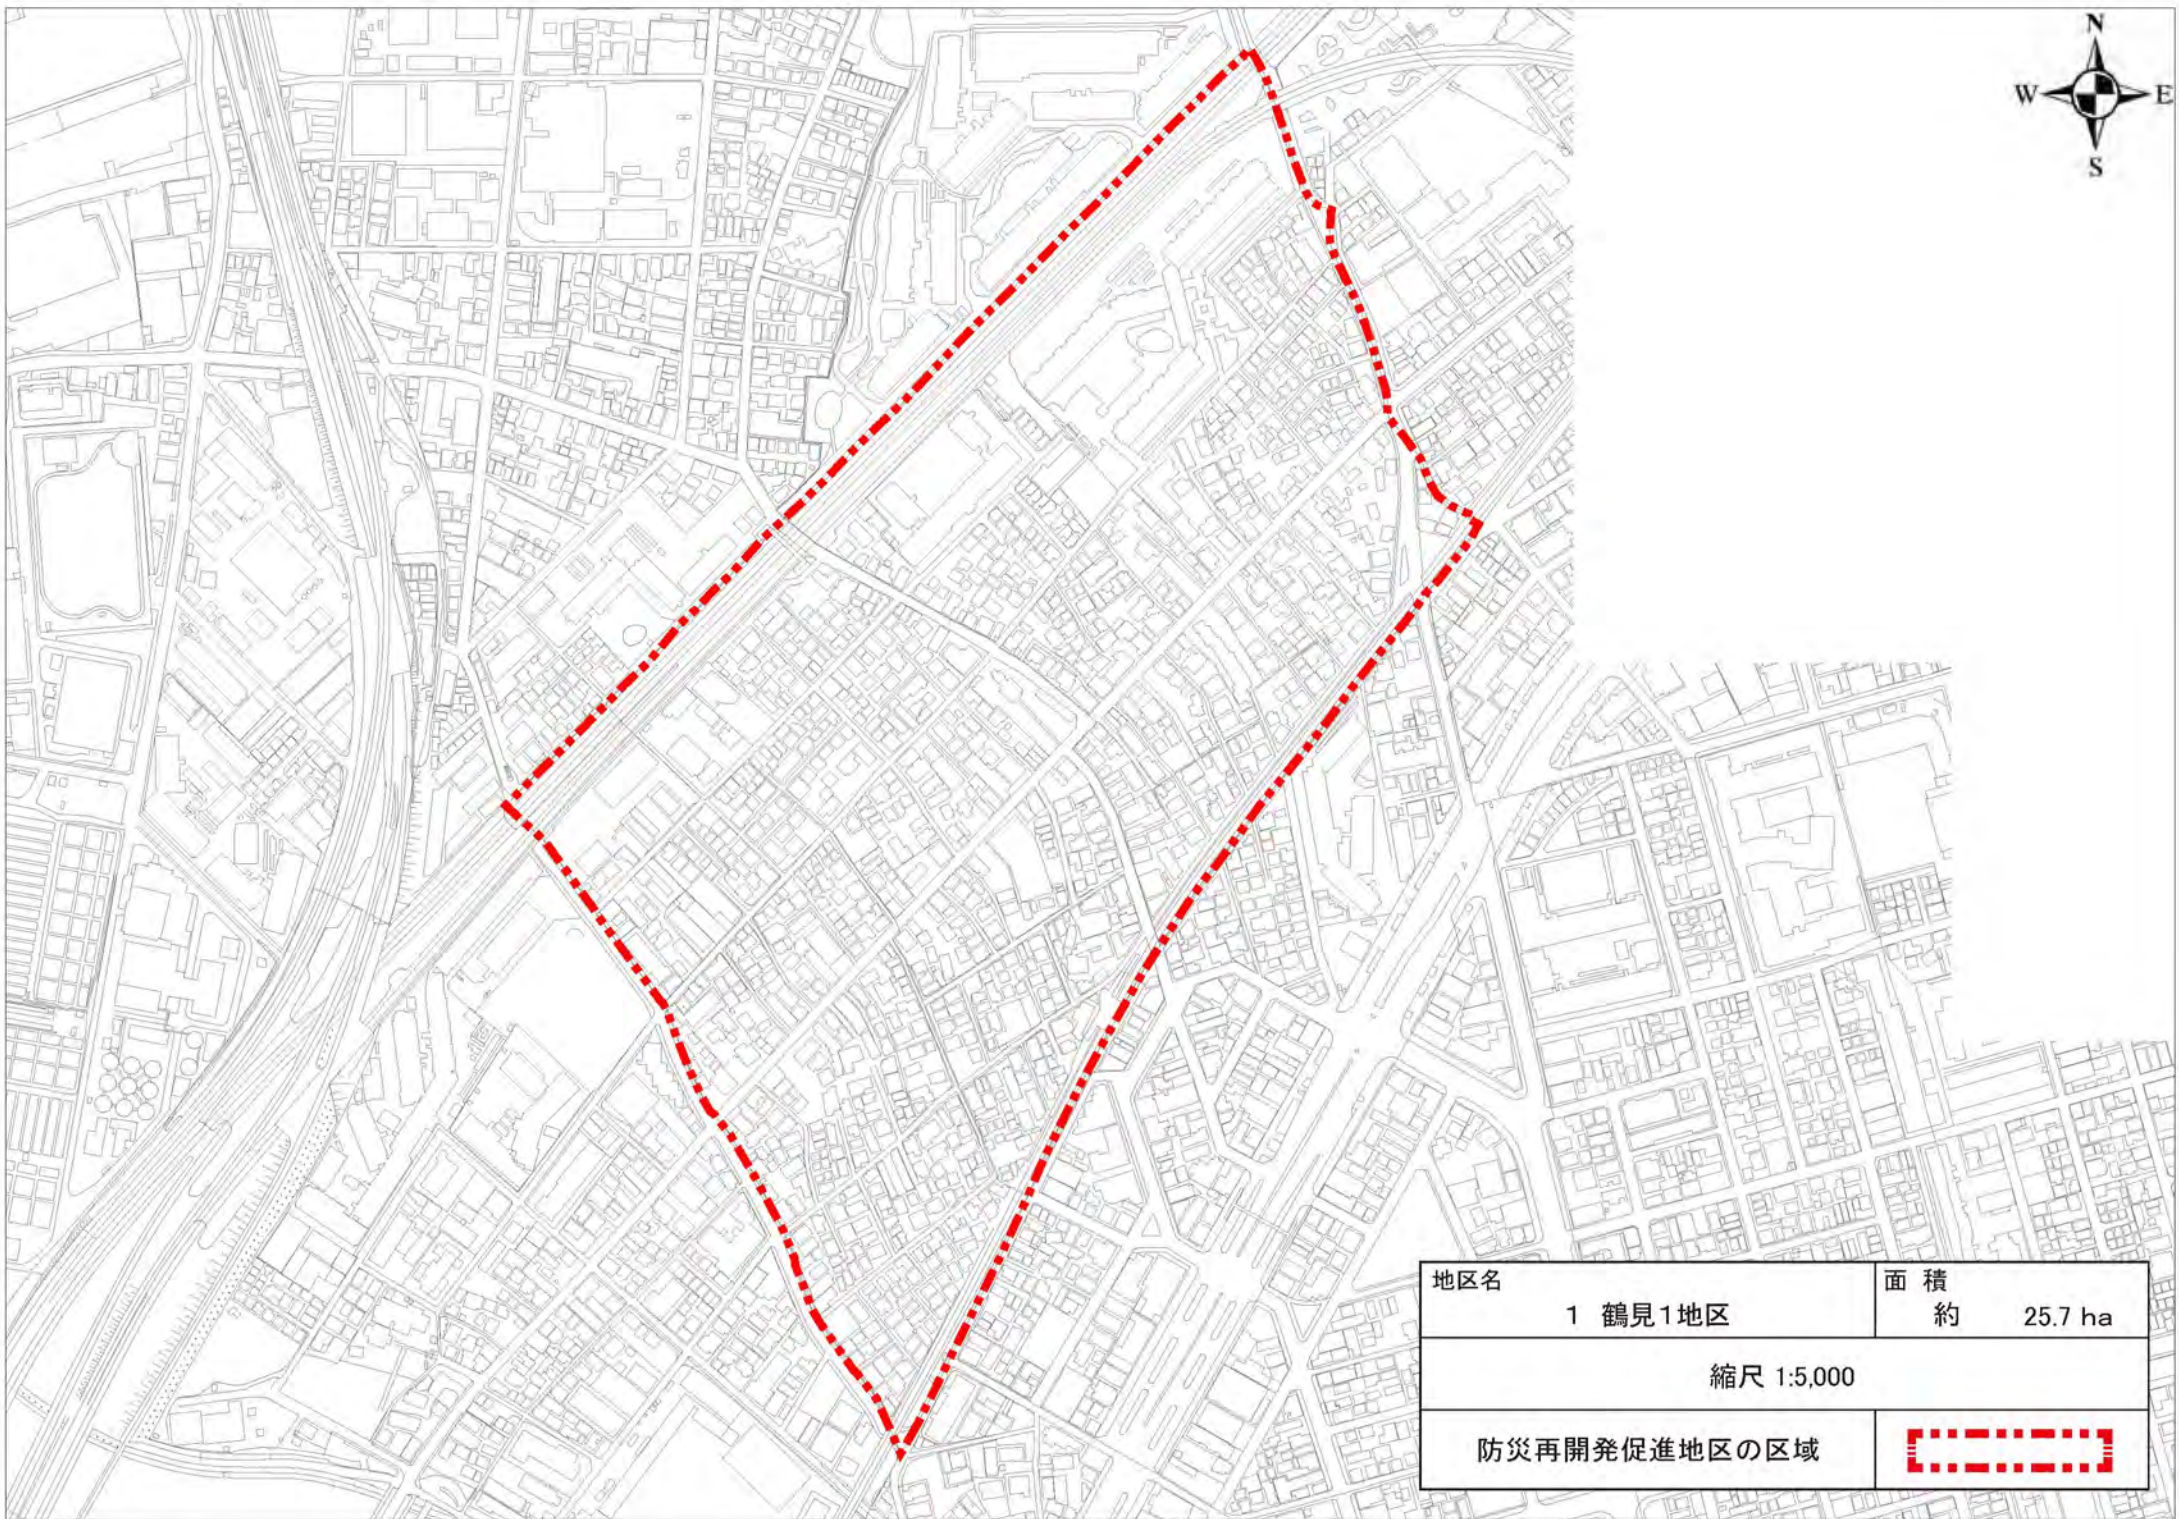 N
W E
S
地区名
1 鶴見1地区
面 積
約 25.7 ha
縮尺 1:5,000
防災再開発促進地区の区域